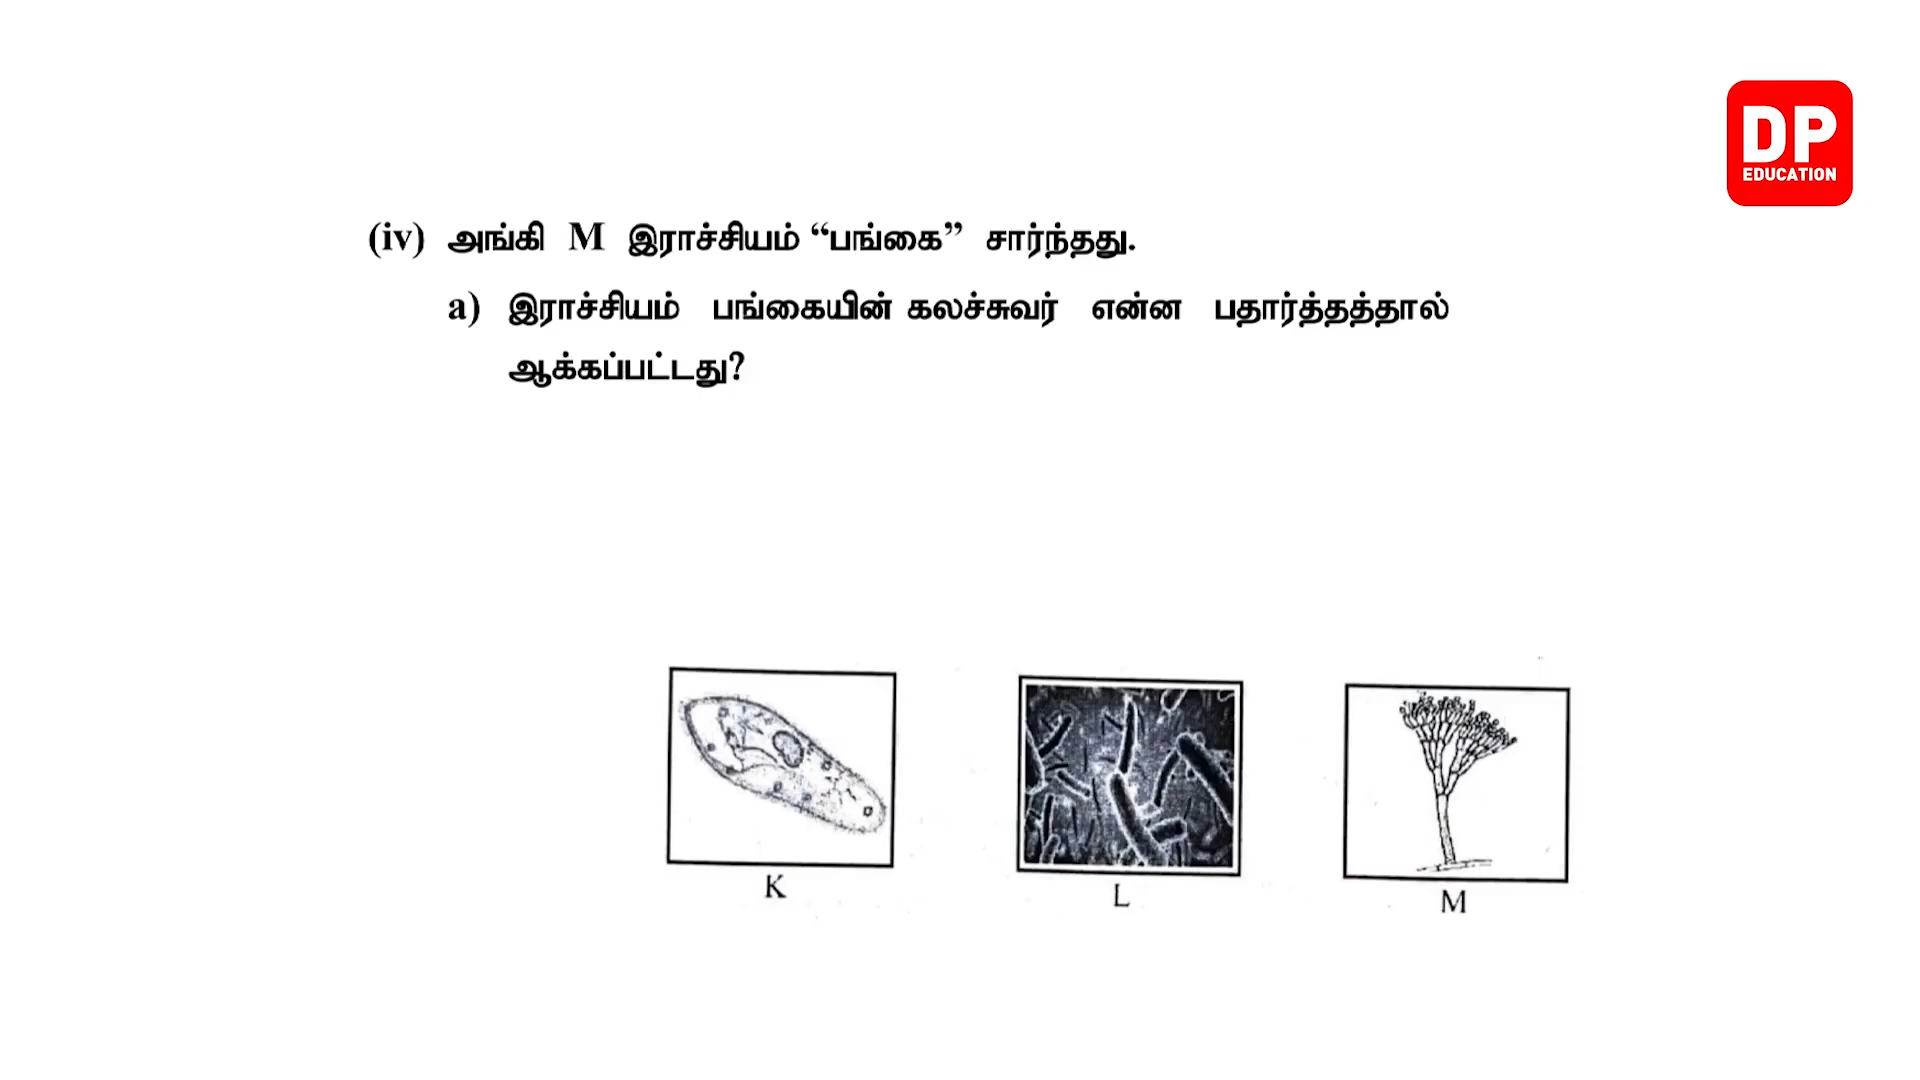 DP
EDUCATION
(iv) அங்கி M இராச்சியம் “பங்கை” சார்ந்தது.
a) இராச்சியம் பங்கையின் கலச்சுவர் என்ன பதார்த்தத்தால்
ஆக்கப்பட்டது?
K
L
M